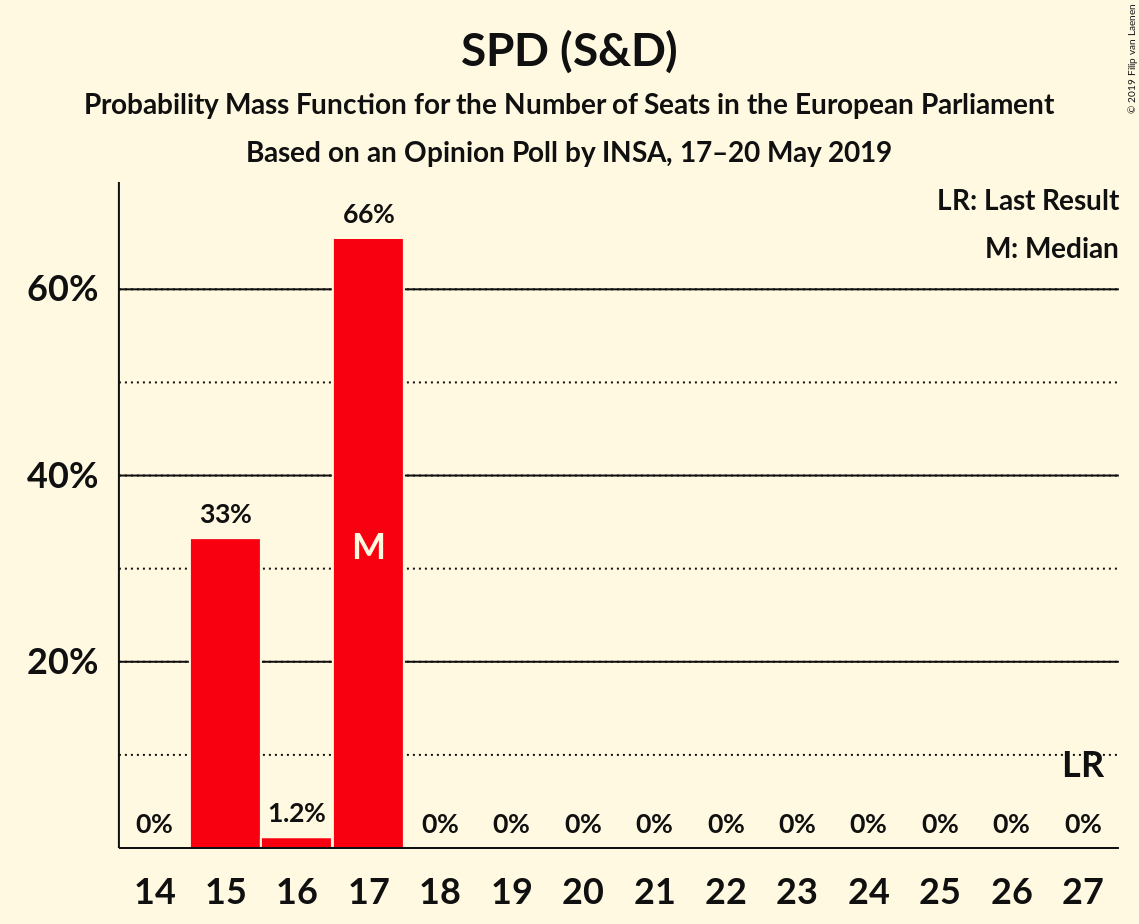 SPD (S&D)
Probability Mass Function for the Number of Seats in the European Parliament
Based on an Opinion Poll by INSA, 17–20 May 2019
© 2019 Filip van Laenen
LR: Last Result
M: Median
66%
60%
40%
33%
M
20%
LR
0%
1.2%
0%
0%
0%
0%
0%
0%
0%
0%
0%
0%
14 15 16 17 18 19 20 21 22 23 24 25 26 27